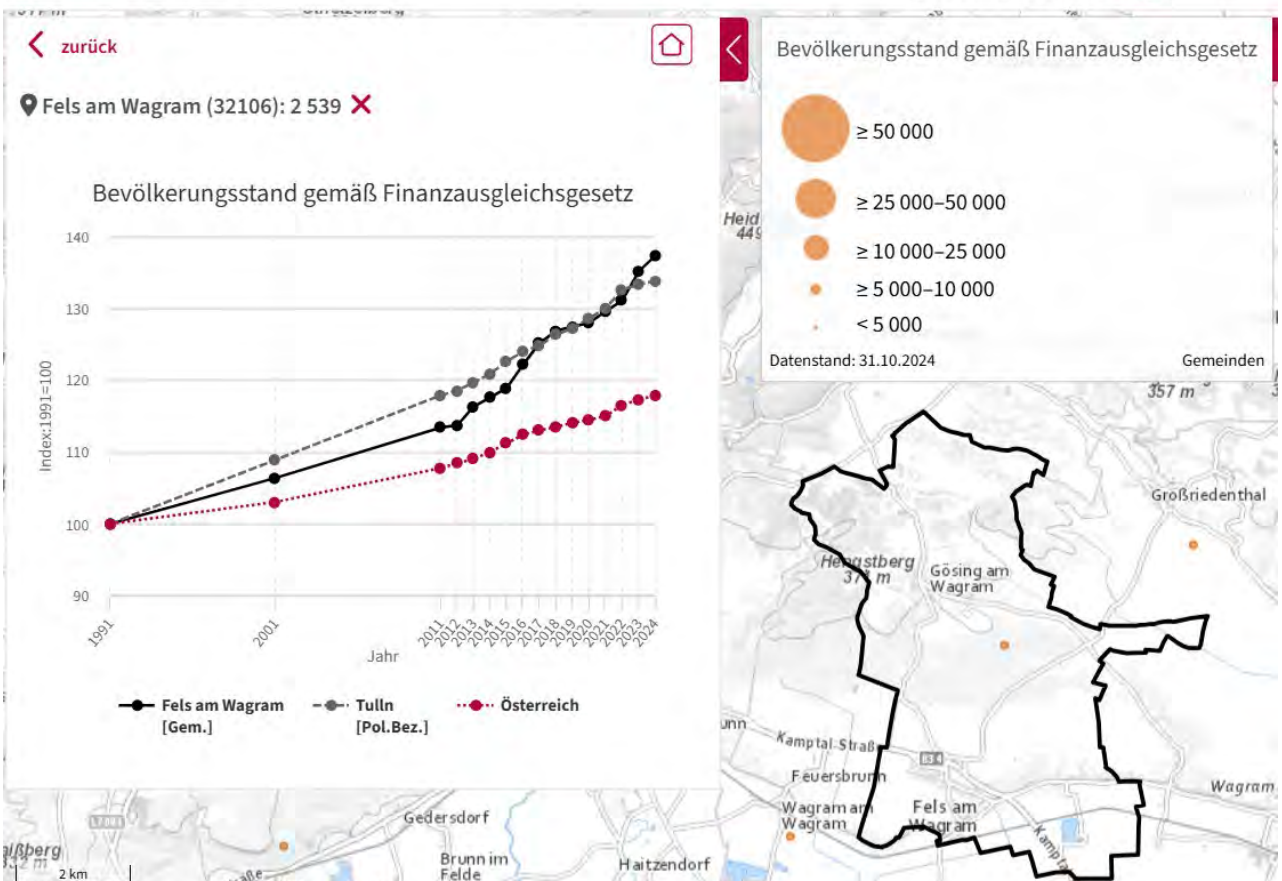 zurück
Fels am Wagram (32106): 2 539
Bevölkerungsstand gemäß Finanzausgleichsgesetz
140
130
120
110
100
90
Index:1991=100
1991
2001
2011
2012
2013
2014
2015
2016
2017
2018
2019
2020
2021
2022
2023
2024
Jahr
Fels am Wagram
[Gem.]
Tulln
[Pol.Bez.]
Österreich
Bevölkerungsstand gemäß Finanzausgleichsgesetz
≥ 50 000
≥ 25 000–50 000
≥ 10 000–25 000
≥ 5 000–10 000
< 5 000
Datenstand: 31.10.2024
Gemeinden
357 m
Großriedenthal
Hengstberg
Gösing am
Wagram
Kamptal-Straße
B34
Feuersbrunn
Wagram am
Wagram
Fels am
Wagram
Wagram
Gedersdorf
Brunn im
Felde
Haitzendorf
2 km